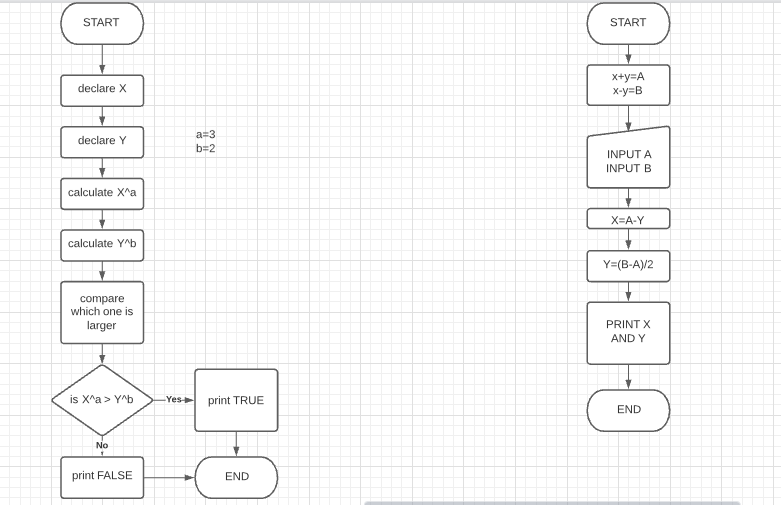 START
declare X
declare Y
a=3
b=2
calculate X^a
calculate Y^b
compare
which one is
larger
is X^a > Y^b
Yes
print TRUE
No
print FALSE
END
START
x+y=A
x-y=B
INPUT A
INPUT B
X=A-Y
Y=(B-A)/2
PRINT X
AND Y
END